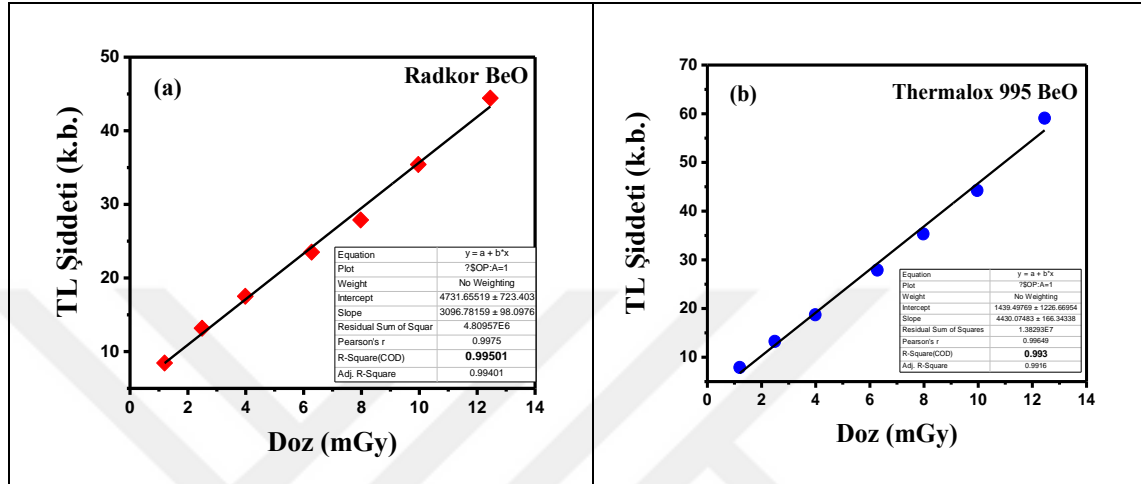 (a)
Radkor BeO
TL Şiddeti (k.b.)
50
40
30
20
10
Equation y = a + b*x
Plot ?$OP:A=1
Weight No Weighting
Intercept 4731.65519 ± 723.403
Slope 3096.78159 ± 98.0976
Residual Sum of Squar 4.80957E6
Pearson's r 0.9975
R-Square(COD) 0.99501
Adj. R-Square 0.99401
0 2 4 6 8 10 12 14
Doz (mGy)
(b)
Thermalox 995 BeO
TL Şiddeti (k.b.)
70
60
50
40
30
20
10
Equation y = a + b*x
Plot ?$OP:A=1
Weight No Weighting
Intercept 1439.49769 ± 1226.66954
Slope 4430.07483 ± 166.34338
Residual Sum of Squares 1.38293E7
Pearson's r 0.99649
R-Square(COD) 0.993
Adj. R-Square 0.9916
0 2 4 6 8 10 12 14
Doz (mGy)